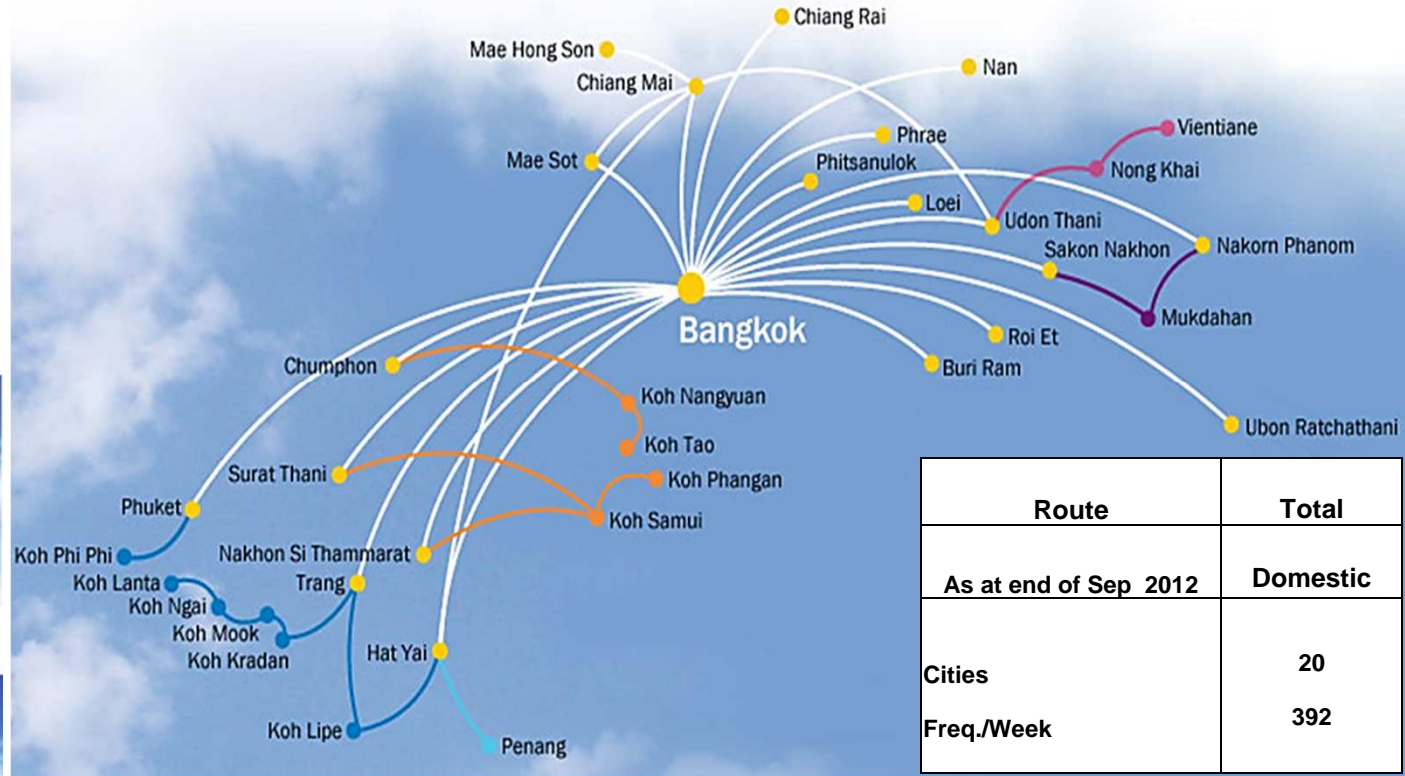 Chiang Rai
Mae Hong Son
Nan
Chiang Mai
Vientiane
Phrae
Mae Sot
Phitsanulok
Nong Khai
Loei
Udon Thani
Sakon Nakhon
Nakorn Phanom
Mukdahan
Bangkok
Roi Et
Chumphon
Buri Ram
Koh Nangyuan
Ubon Ratchathani
Koh Tao
Surat Thani
Koh Phangan
Phuket
Koh Samui
Koh Phi Phi
Nakhon Si Thammarat
Koh Lanta
Trang
Koh Ngai
Koh Mook
Hat Yai
Koh Kradan
Koh Lipe
Penang
Route Total
As at end of Sep 2012 Domestic
Cities 20
Freq./Week 392